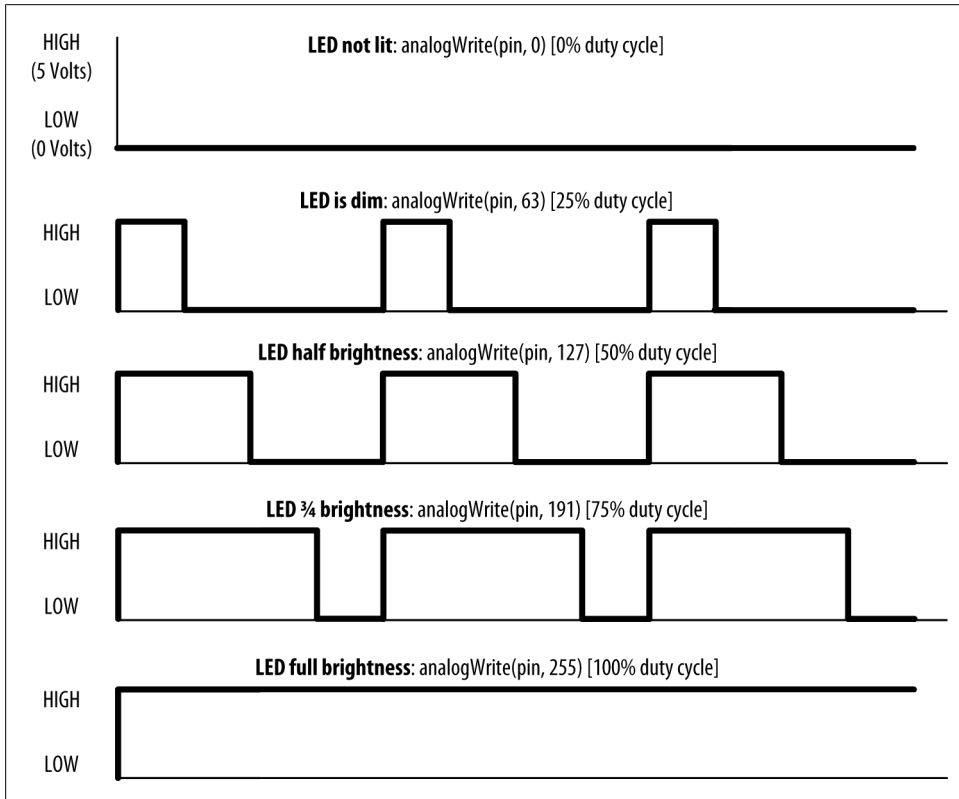 LED not lit: analogWrite(pin, 0) [0% duty cycle]
HIGH
(5 Volts)
LOW
(0 Volts)
LED is dim: analogWrite(pin, 63) [25% duty cycle]
HIGH
LOW
LED half brightness: analogWrite(pin, 127) [50% duty cycle]
HIGH
LOW
LED ¾ brightness: analogWrite(pin, 191) [75% duty cycle]
HIGH
LOW
LED full brightness: analogWrite(pin, 255) [100% duty cycle]
HIGH
LOW